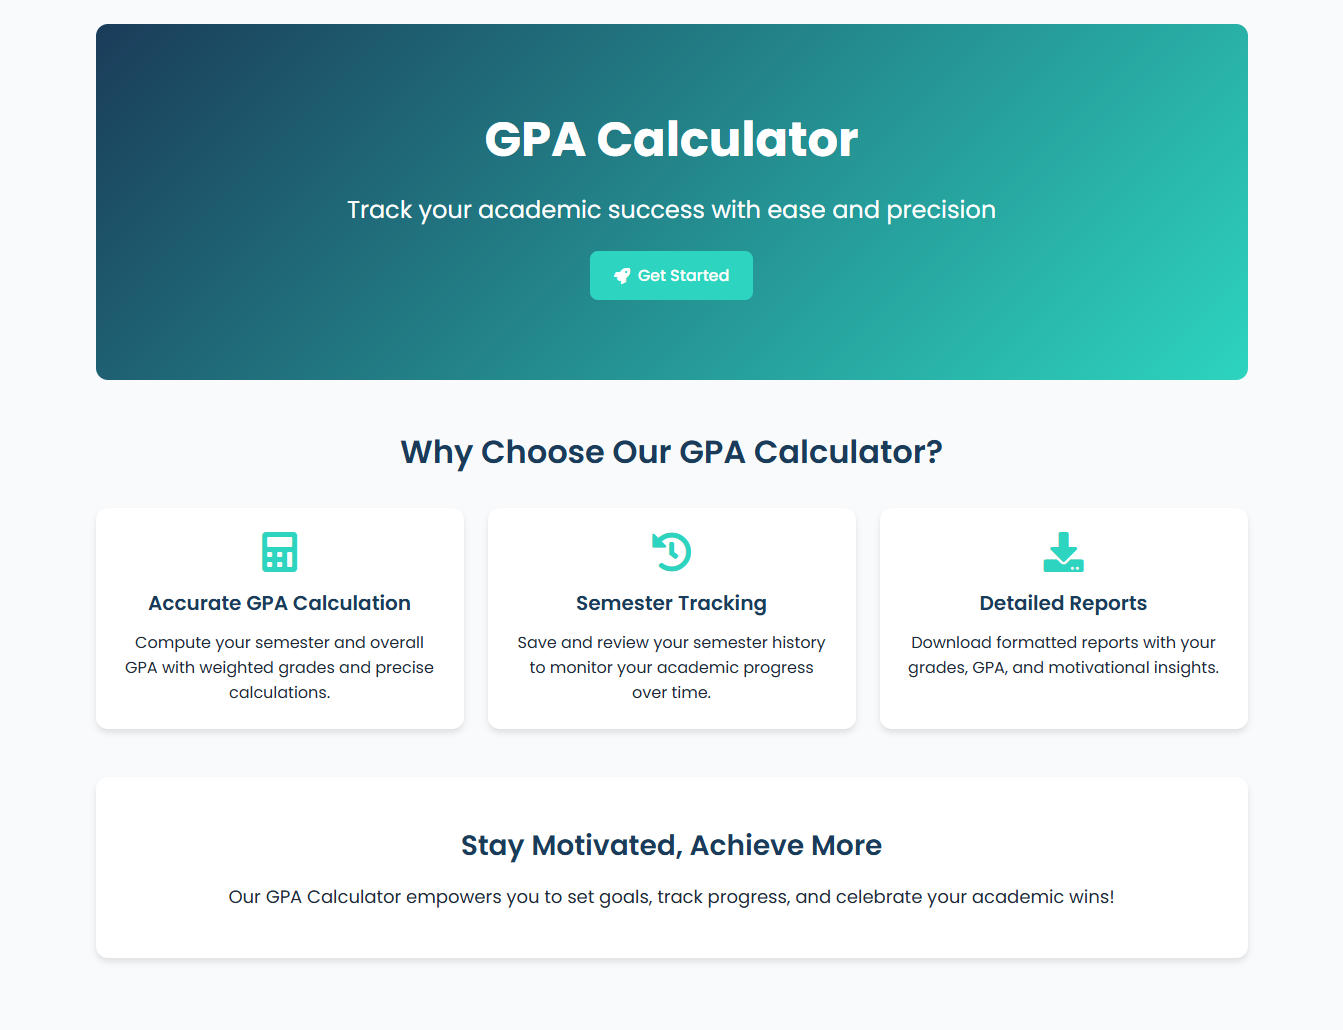 GPA Calculator
Track your academic success with ease and precision
Get Started
Why Choose Our GPA Calculator?
Accurate GPA Calculation
Compute your semester and overall
GPA with weighted grades and precise
calculations.
Semester Tracking
Save and review your semester history
to monitor your academic progress
over time.
Detailed Reports
Download formatted reports with your
grades, GPA, and motivational insights.
Stay Motivated, Achieve More
Our GPA Calculator empowers you to set goals, track progress, and celebrate your academic wins!